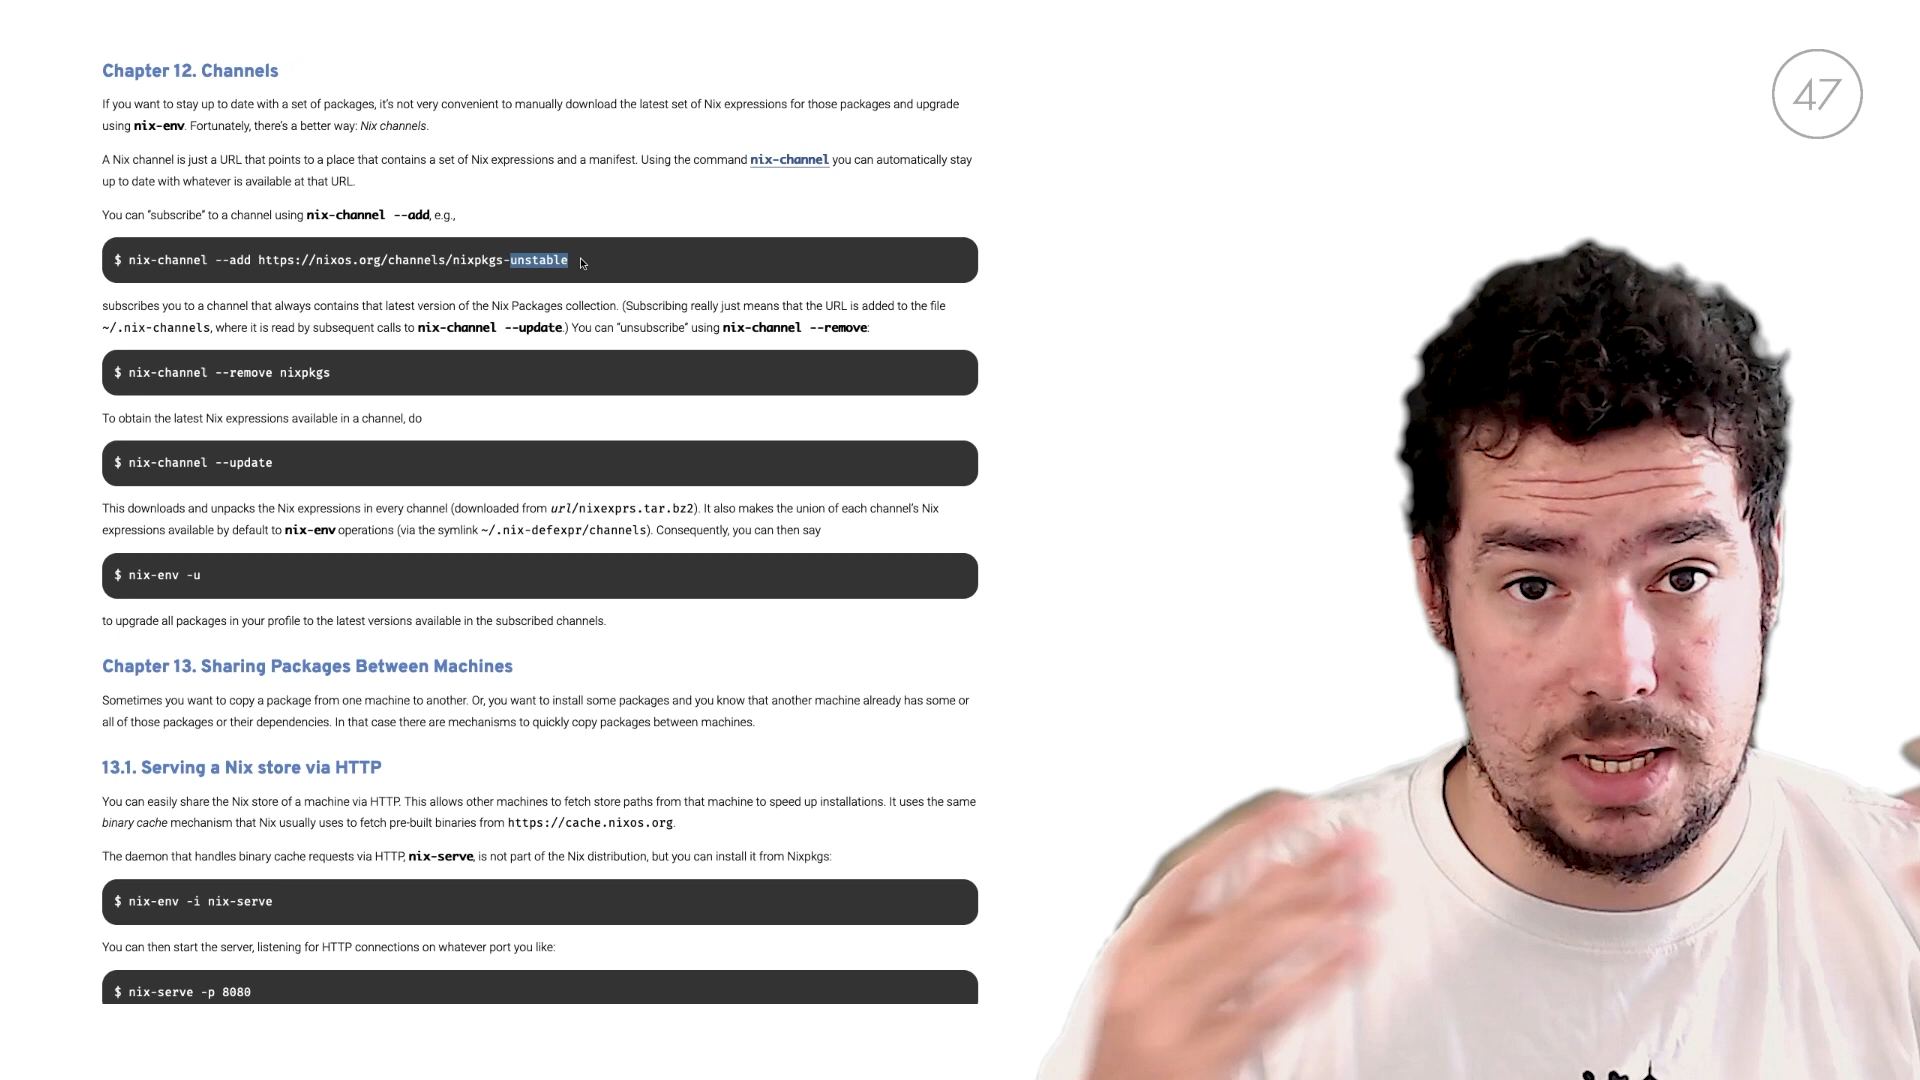 Chapter 12. Channels
47
If you want to stay up to date with a set of packages, it's not very convenient to manually download the latest set of Nix expressions for those packages and upgrade
using nix-env. Fortunately, there's a better way: Nix channels.
A Nix channel is just a URL that points to a place that contains a set of Nix expressions and a manifest. Using the command nix-channel you can automatically stay
up to date with whatever is available at that URL.
You can "subscribe" to a channel using nix-channel --add, e.g.,
$ nix-channel --add https://nixos.org/channels/nixpkgs-unstable
subscribes you to a channel that always contains that latest version of the Nix Packages collection. (Subscribing really just means that the URL is added to the file
~/.nix-channels, where it is read by subsequent calls to nix-channel --update.) You can "unsubscribe" using nix-channel --remove:
$ nix-channel --remove nixpkgs
To obtain the latest Nix expressions available in a channel, do
$ nix-channel --update
This downloads and unpacks the Nix expressions in every channel (downloaded from url/nixexprs.tar.bz2). It also makes the union of each channel's Nix
expressions available by default to nix-env operations (via the symlink ~/.nix-defexpr/channels). Consequently, you can then say
$ nix-env -u
to upgrade all packages in your profile to the latest versions available in the subscribed channels.
Chapter 13. Sharing Packages Between Machines
Sometimes you want to copy a package from one machine to another. Or, you want to install some packages and you know that another machine already has some or
all of those packages or their dependencies. In that case there are mechanisms to quickly copy packages between machines.
13.1. Serving a Nix store via HTTP
You can easily share the Nix store of a machine via HTTP. This allows other machines to fetch store paths from that machine to speed up installations. It uses the same
binary cache mechanism that Nix usually uses to fetch pre-built binaries from https://cache.nixos.org.
The daemon that handles binary cache requests via HTTP, nix-serve, is not part of the Nix distribution, but you can install it from Nixpkgs:
$ nix-env -i nix-serve
You can then start the server, listening for HTTP connections on whatever port you like:
$ nix-serve -p 8080